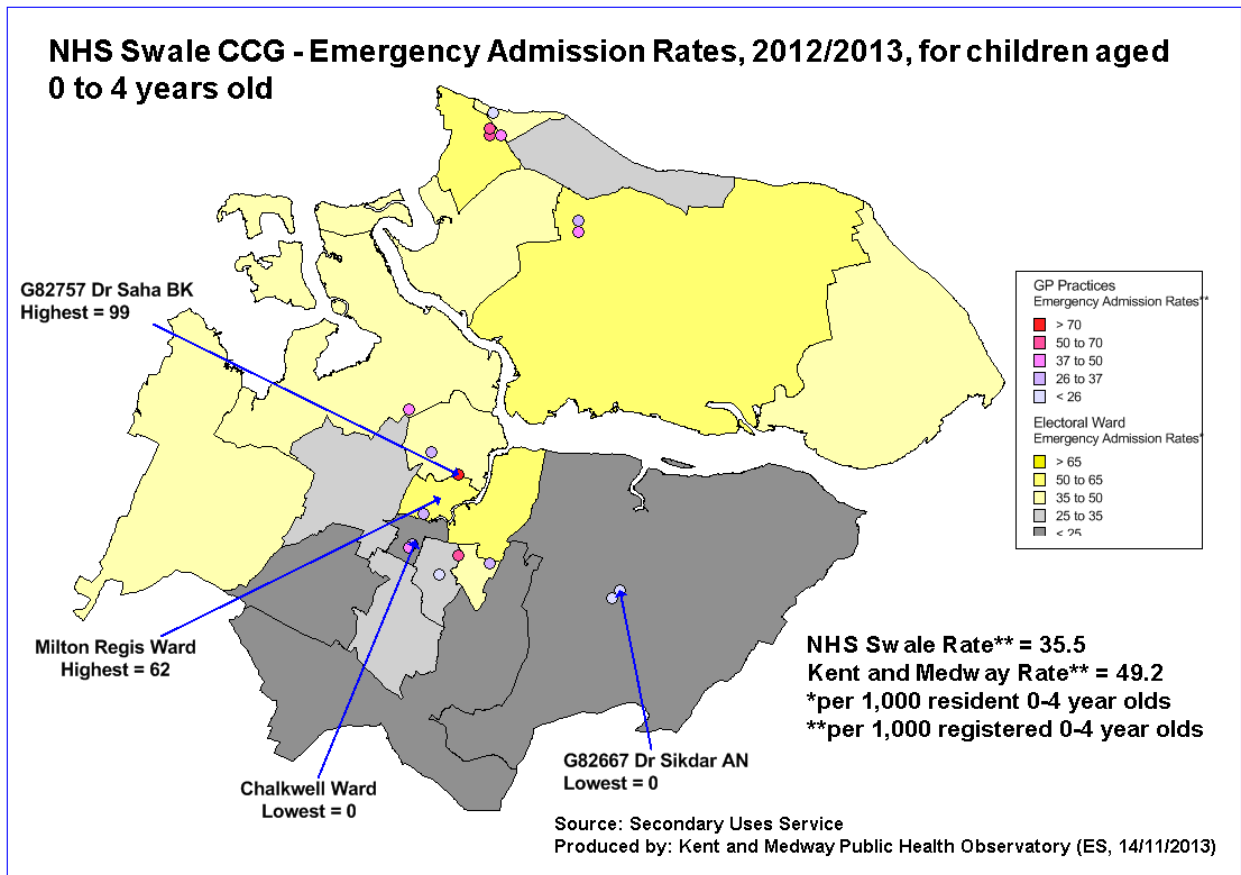 NHS Swale CCG - Emergency Admission Rates, 2012/2013, for children aged
0 to 4 years old
G82757 Dr Saha BK
Highest = 99
GP Practices
Emergency Admission Rates**
> 70
50 to 70
37 to 50
26 to 37
< 26
Electoral Ward
Emergency Admission Rates*
> 65
50 to 65
35 to 50
25 to 35
< 25
Milton Regis Ward
Highest = 62
NHS Swale Rate** = 35.5
Kent and Medway Rate** = 49.2
*per 1,000 resident 0-4 year olds
**per 1,000 registered 0-4 year olds
G82667 Dr Sikdar AN
Lowest = 0
Chalkwell Ward
Lowest = 0
Source: Secondary Uses Service
Produced by: Kent and Medway Public Health Observatory (ES, 14/11/2013)